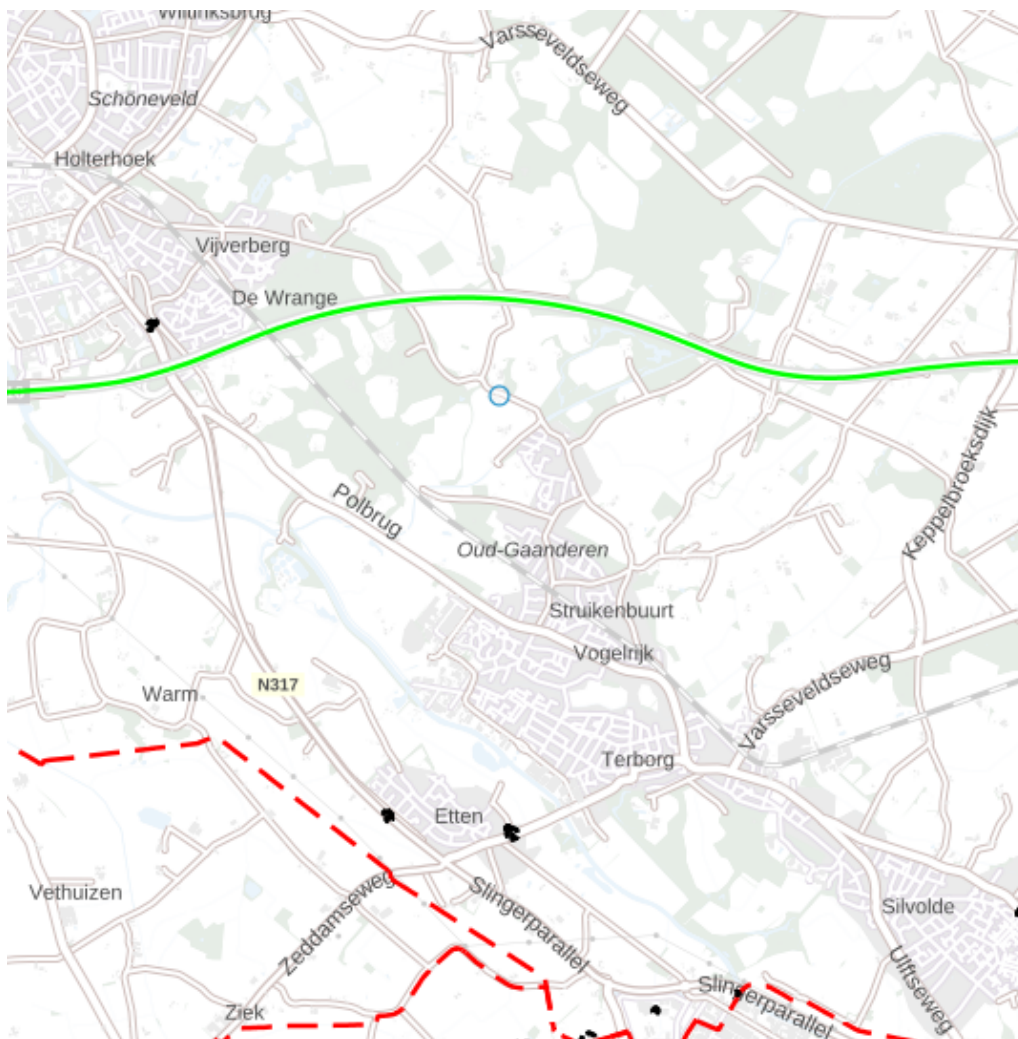 Varsseveldseweg
Schöneveld
Holterhoek
Vijverberg
De Wrange
Keppelbroeksdijk
Polbrug
Oud-Gaanderen
Struikenbuurt
Vogelrijk
Varsseveldseweg
N317
Warm
Terborg
Etten
Vethuizen
Zeddamseweg
Slingerparallel
Silvolde
Ulftseweg
Slingerparallel
Ziek